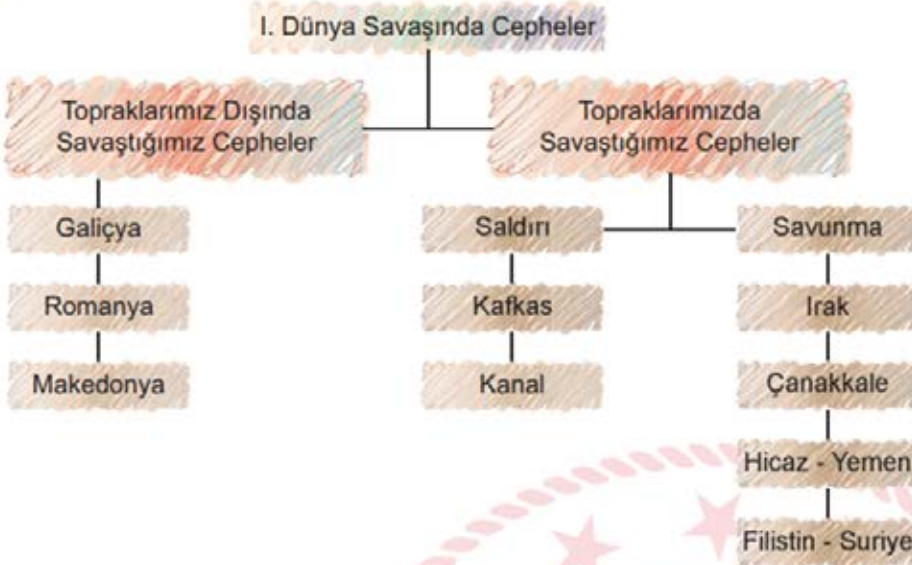 I. Dünya Savaşında Cepheler
Topraklarımız Dışında
Savaştığımız Cepheler
Topraklarımızda
Savaştığımız Cepheler
Galiçya
Romanya
Makedonya
Saldırı
Kafkas
Kanal
Savunma
Irak
Çanakkale
Hicaz - Yemen
Filistin - Suriye